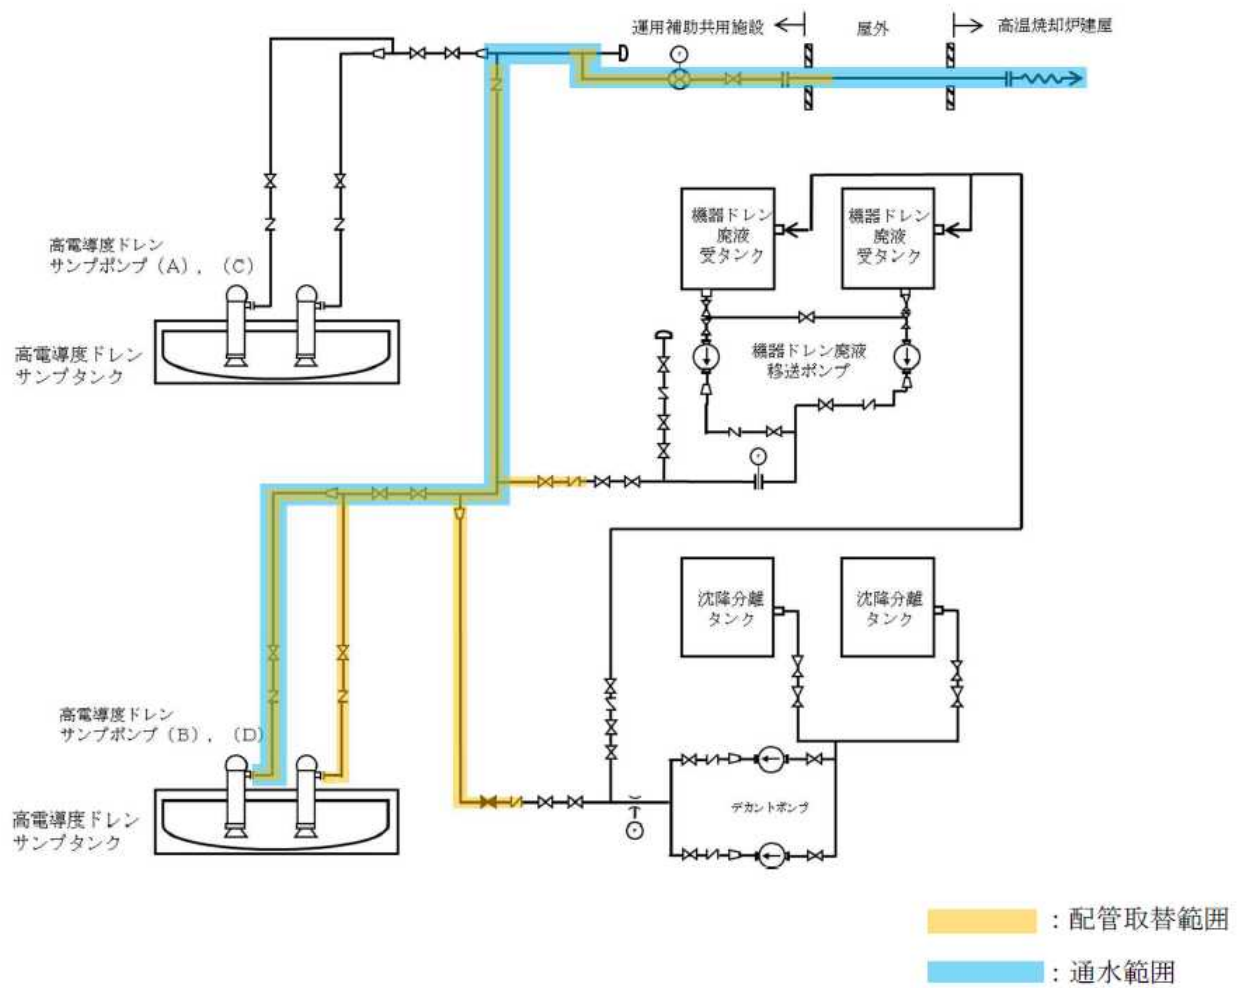 運用補助共用施設
屋外
高温焼却炉建屋
機器ドレン
廃液
受タンク
機器ドレン
廃液
受タンク
高電導度ドレン
サンプポンプ(A),(C)
高電導度ドレン
サンプタンク
機器ドレン廃液
移送ポンプ
沈降分離
タンク
沈降分離
タンク
高電導度ドレン
サンプポンプ(B),(D)
デカントポンプ
高電導度ドレン
サンプタンク
:配管取替範囲
:通水範囲